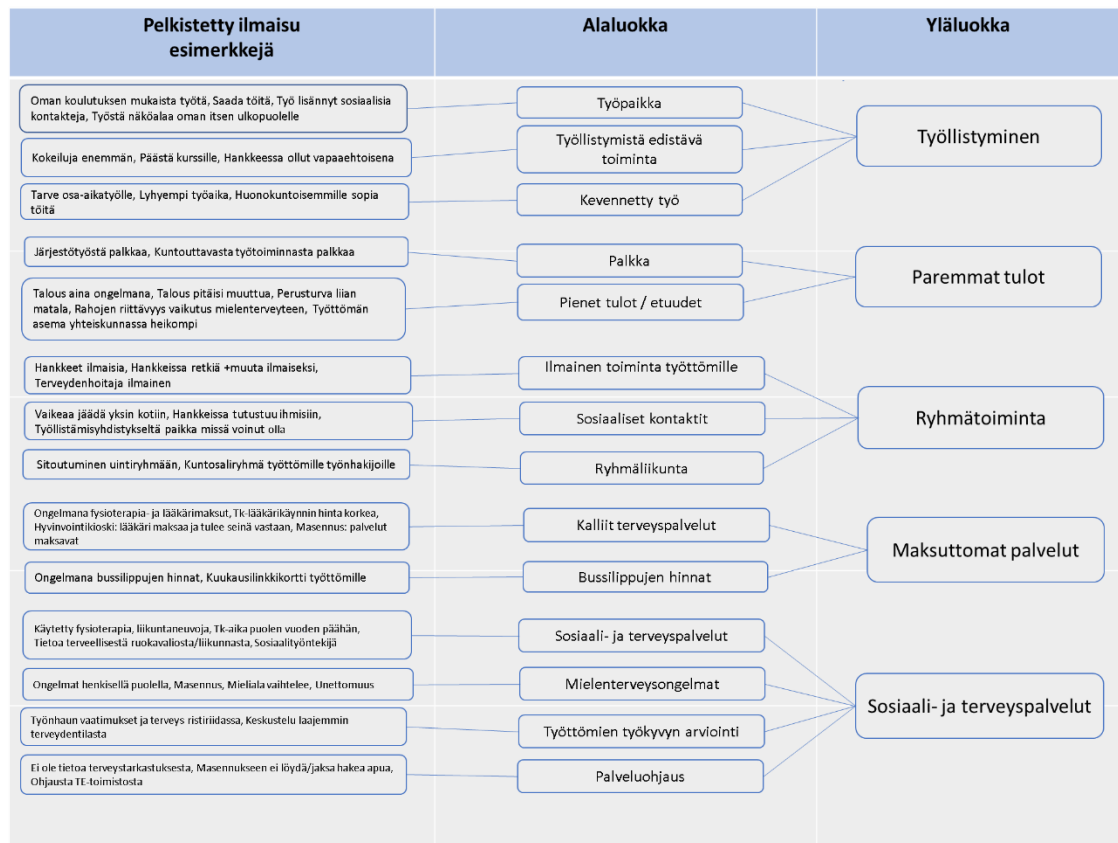 Pelkistetty ilmaisu
esimerkkejä
Alaluokka
Yläluokka
Oman koulutuksen mukaista työtä, Saada töitä, Työ lisännyt sosiaalisia
kontakteja, Työstä näköalaa oman itsen ulkopuolelle
Työpaikka
Työllistyminen
Kokeiluja enemmän, Päästä kurssille, Hankkeessa ollut vapaaehtoisena
Työllistymistä edistävä
toiminta
Tarve osa-aikatyölle, Lyhyempi työaika, Huonokuntoisemmille sopia
töitä
Kevennetty työ
Järjestötyöstä palkkaa, Kuntouttavasta työtoiminnasta palkkaa
Palkka
Paremmat tulot
Talous aina ongelmana, Talous pitäisi muuttua, Perusturva liian
matala, Rahojen riittävyys vaikutus mielenterveyteen, Työttömän
asema yhteiskunnassa heikompi
Pienet tulot / etuudet
Hankkeet ilmaisia, Hankkeissa retkiä +muuta ilmaiseksi,
Terveydenhoitaja ilmainen
Ilmainen toiminta työttömille
Vaikeaa jäädä yksin kotiin, Hankkeissa tutustuu ihmisiin,
Työllistämisyhdistykseltä paikka missä voinut olla
Sosiaaliset kontaktit
Ryhmätoiminta
Sitoutuminen uintiryhmään, Kuntosaliryhmä työttömille työnhakijoille
Ryhmäliikunta
Ongelmana fysioterapia- ja lääkärimaksut, Tk-lääkärikäynnin hinta korkea,
Hyvinvointikioski: lääkäri maksaa ja tulee seinä vastaan, Masennus: palvelut
maksavat
Kalliit terveyspalvelut
Maksuttomat palvelut
Ongelmana bussilippujen hinnat, Kuukausilinkkikortti työttömille
Bussilippujen hinnat
Käytetty fysioterapia, liikuntaneuvoja, Tk-aika puolen vuoden päähän,
Tietoa terveellisestä ruokavaliosta/liikunnasta, Sosiaalityöntekijä
Sosiaali- ja terveyspalvelut
Ongelmat henkisellä puolella, Masennus, Mieliala vaihtelee, Unettomuus
Mielenterveysongelmat
Sosiaali- ja terveyspalvelut
Työnhaun vaatimukset ja terveys ristiriidassa, Keskustelu laajemmin
terveydentilasta
Työttömien työkyvyn arviointi
Ei ole tietoa terveystarkastuksesta, Masennukseen ei löydä/jaksa hakea apua,
Ohjausta TE-toimistosta
Palveluohjaus